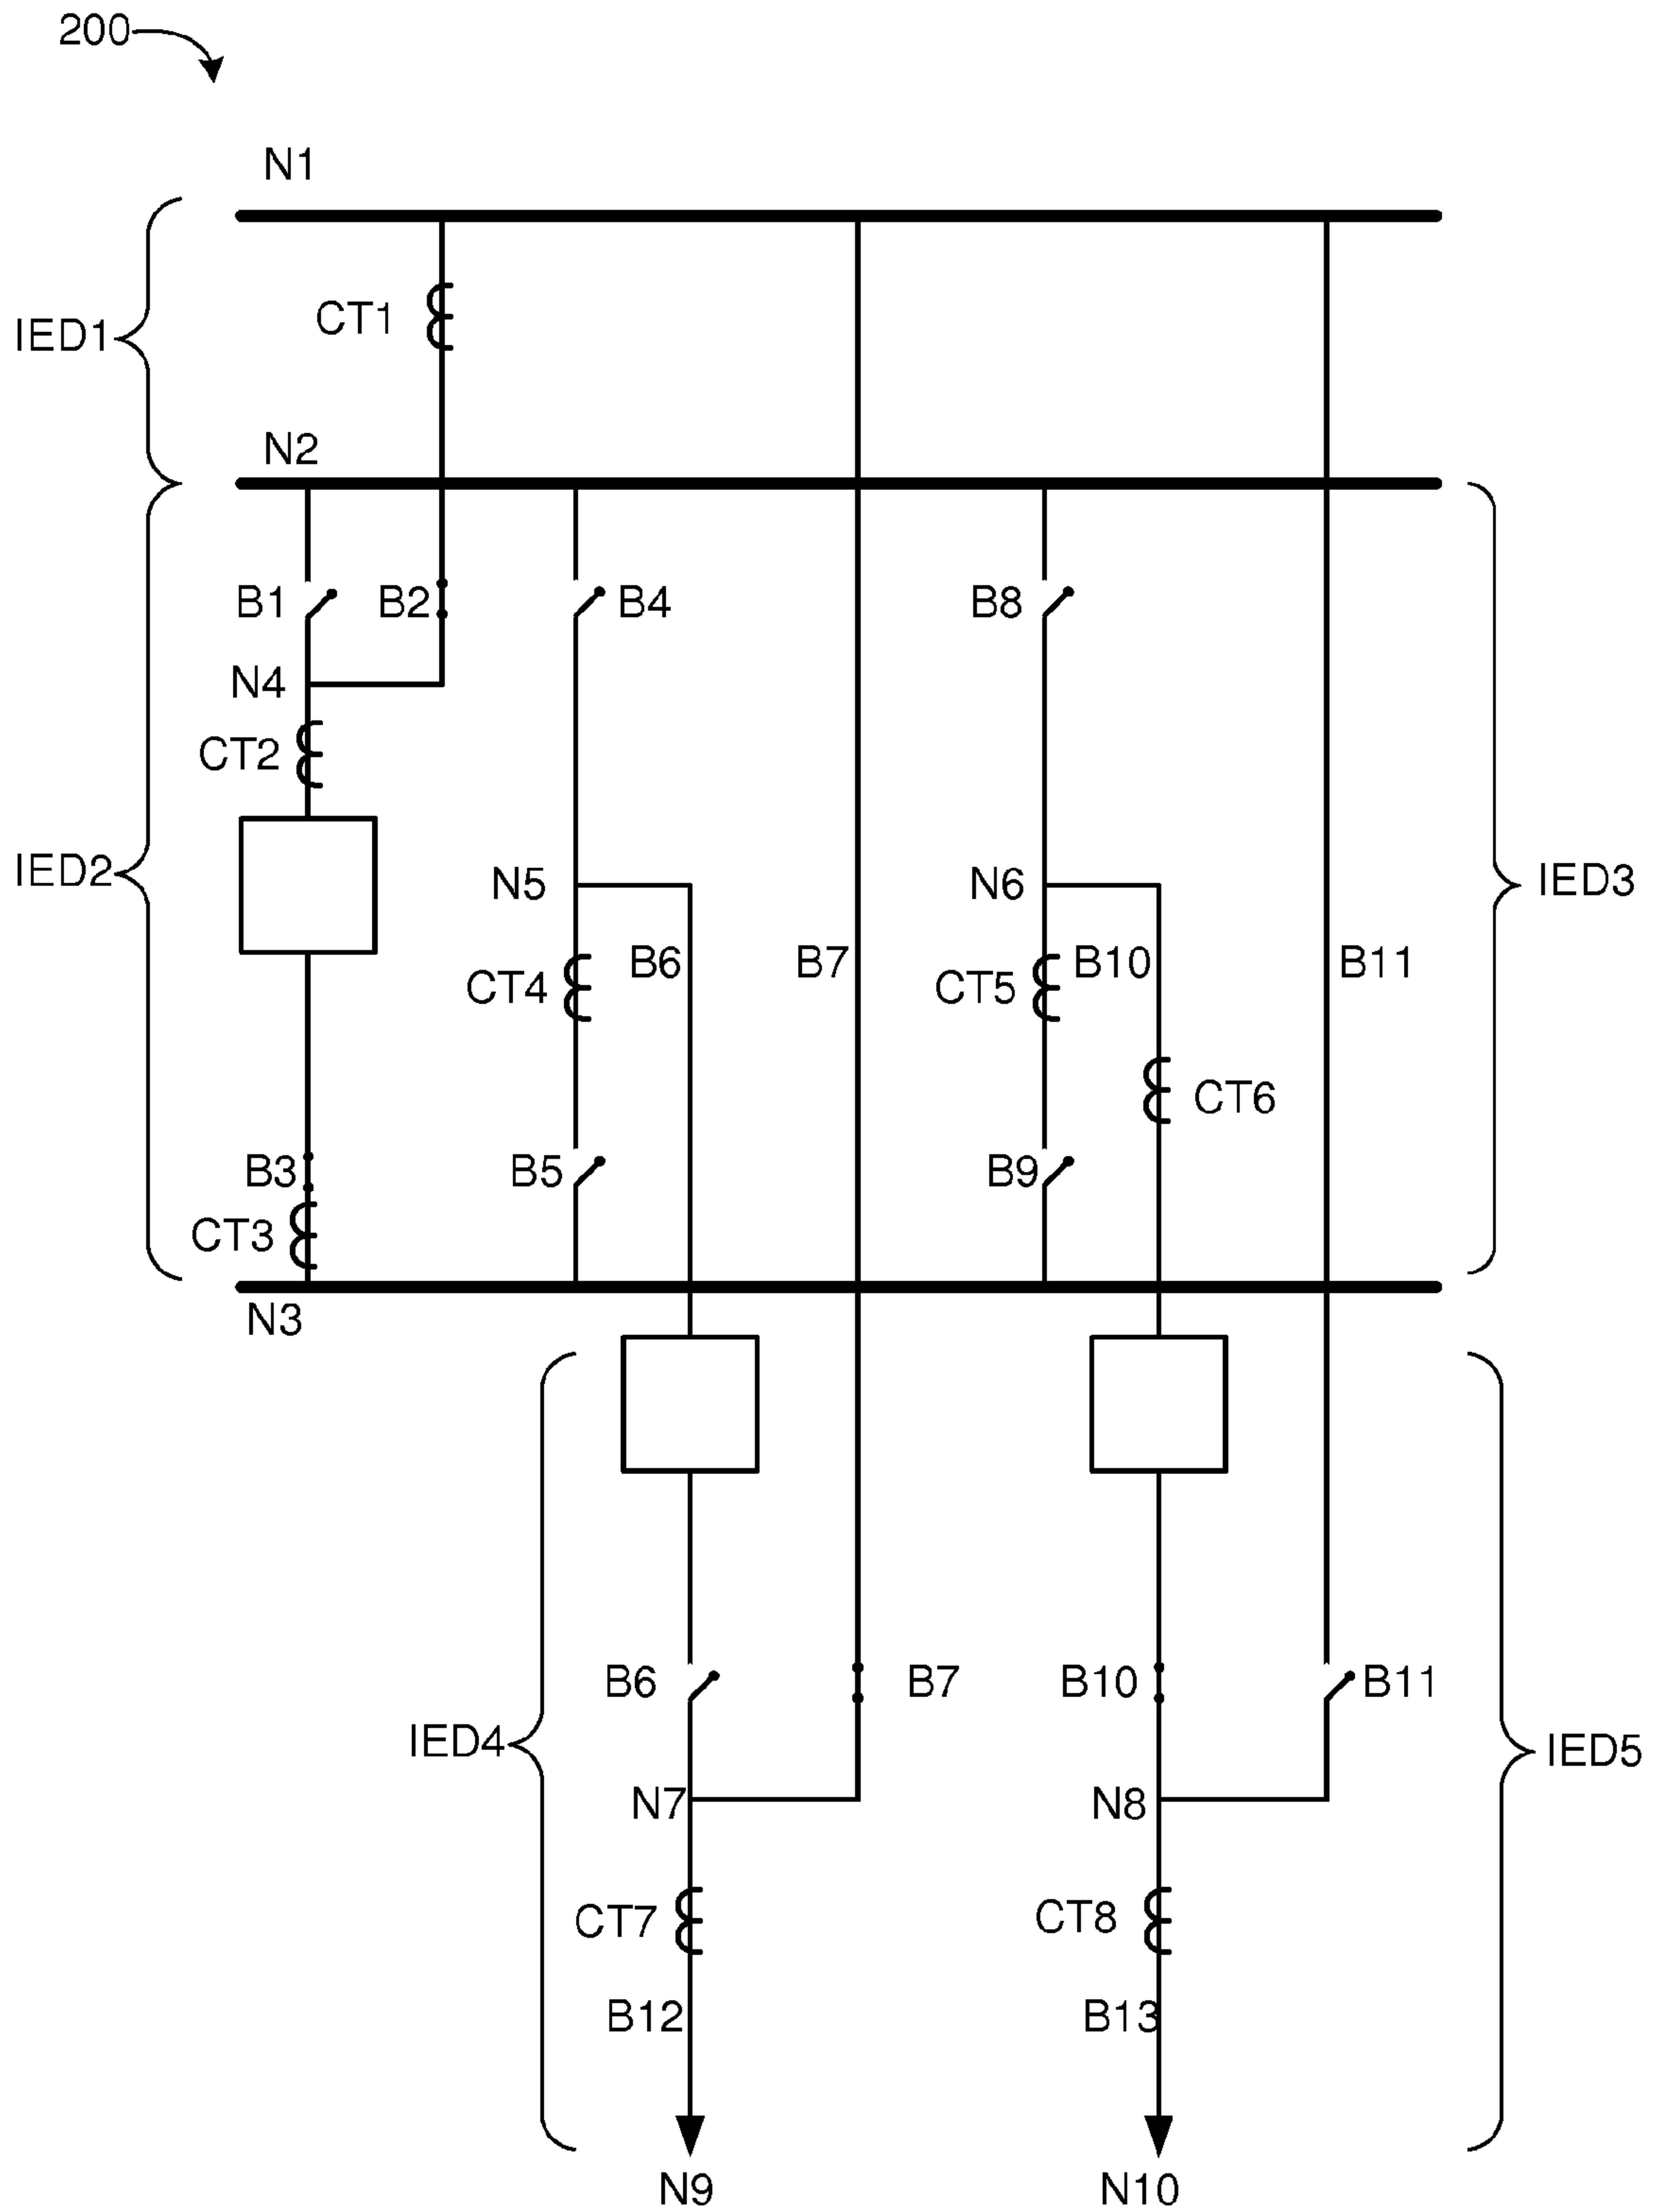 200
N1
CT1
IED1
N2
B1
B2
B4
B8
N4
CT2
IED2
N5
N6
IED3
B6
B7
B10
B11
CT4
CT5
CT6
B3
B5
B9
CT3
N3
B6
B7
B10
B11
IED4
IED5
N7
N8
CT7
CT8
B12
B13
N9
N10